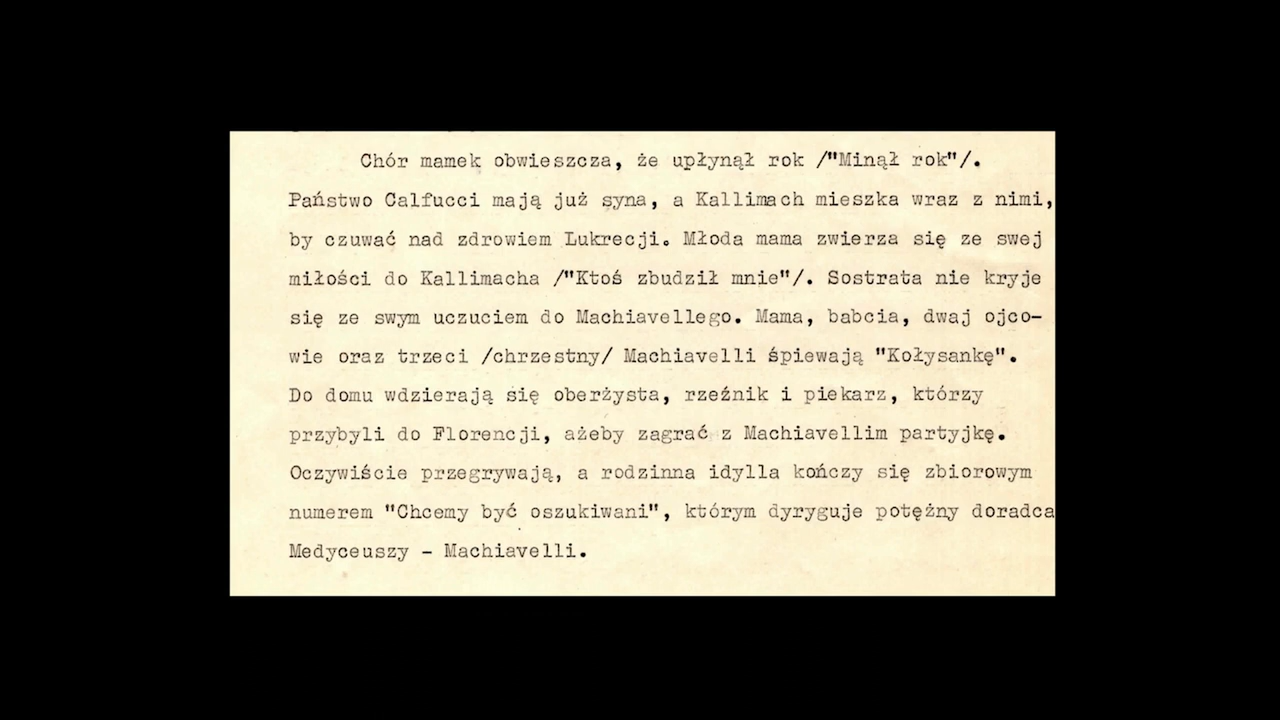 Chór mamek obwieszcza, że upłynął rok /"Minął rok"/.
Państwo Calfucci mają już syna, a Kallimach mieszka wraz z nimi,
by czuwać nad zdrowiem Lukrecji. Młoda mama zwierza się ze swej
miłości do Kallimacha /"Ktoś zbudził mnie"/. Sostrata nie kryje
się ze swym uczuciem do Machiavellego. Mama, babcia, dwaj ojco-
wie oraz trzeci /chrzestny/ Machiavelli śpiewają "Kołysankę".
Do domu wdzierają się oberżysta, rzeźnik i piekarz, którzy
przybyli do Florencji, ażeby zagrać z Machiavellim partyjkę.
Oczywiście przegrywają, a rodzinna idylla kończy się zbiorowym
numerem "Chcemy być oszukiwani", którym dyryguje potężny doradca
Medyceuszy - Machiavelli.